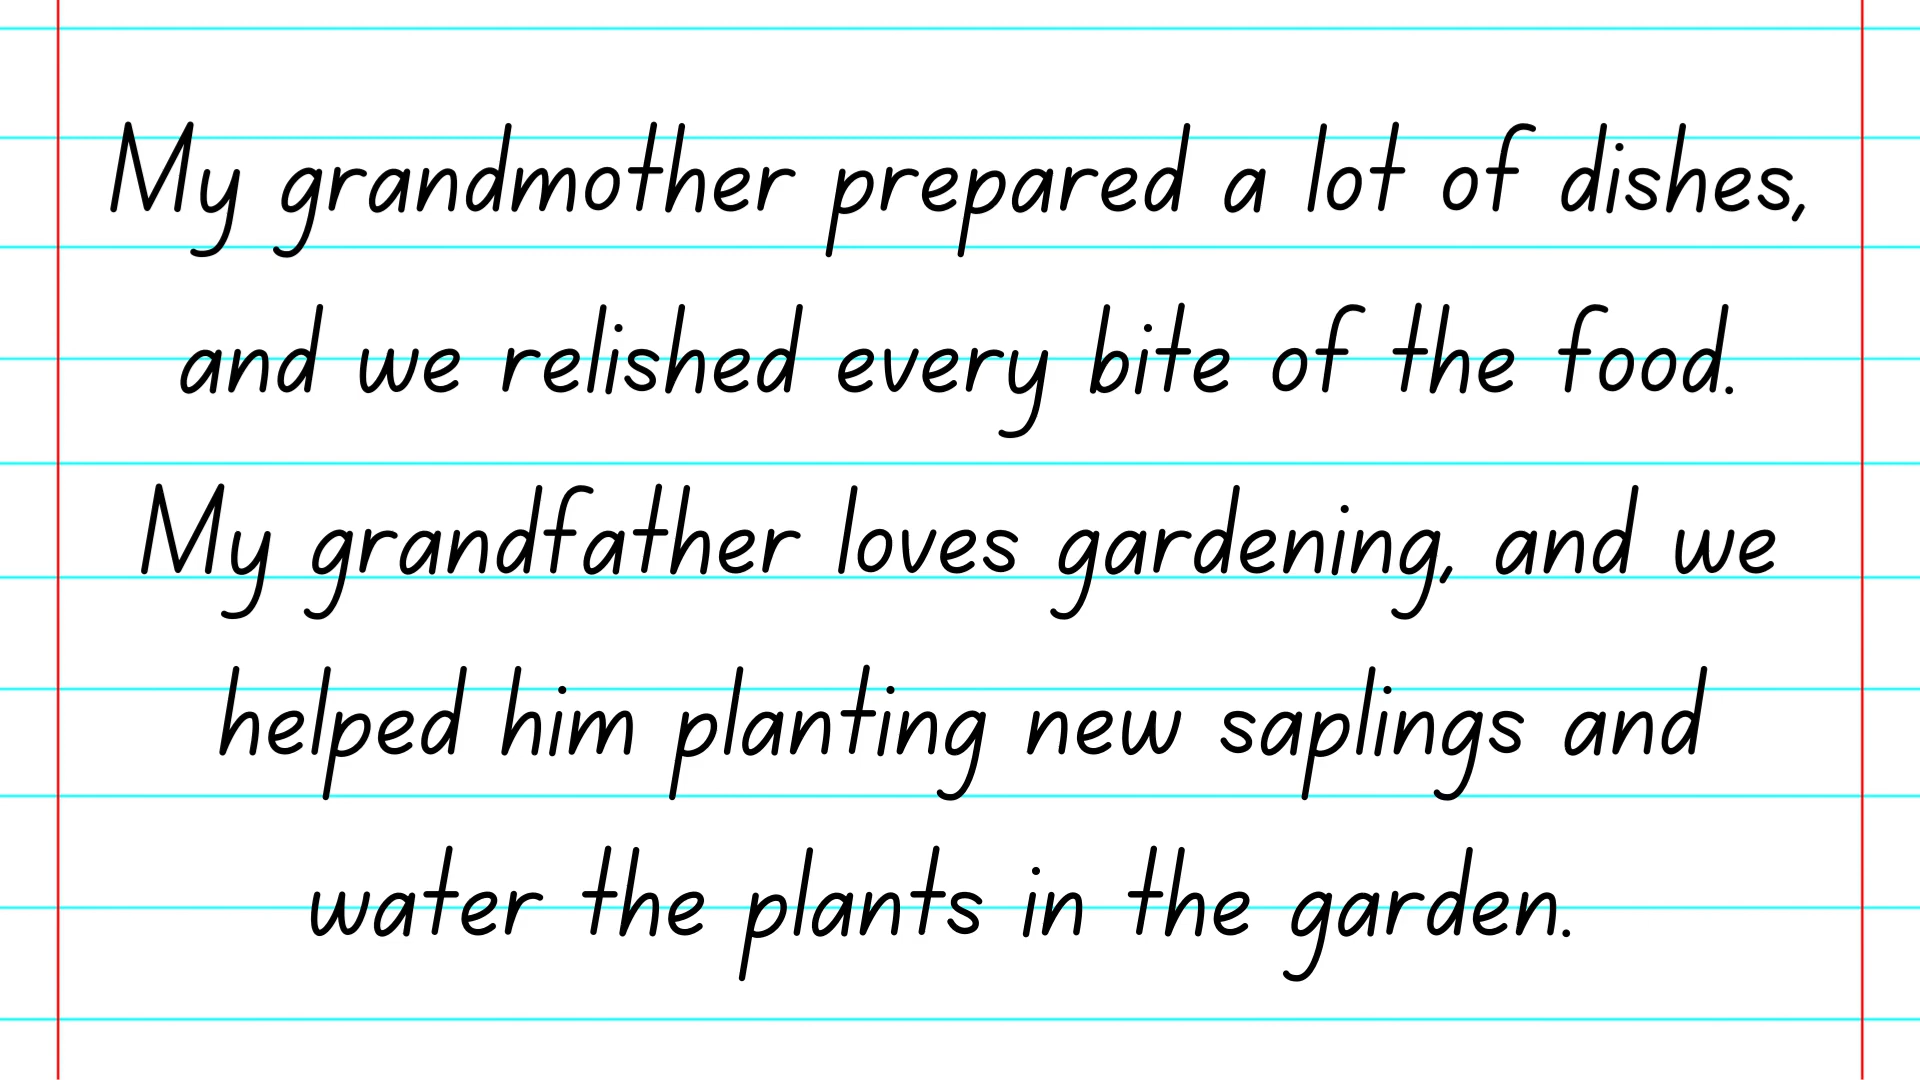 My grandmother prepared a lot of dishes,
and we relished every bite of the food.
My grandfather loves gardening, and we
helped him planting new saplings and
water the plants in the garden.